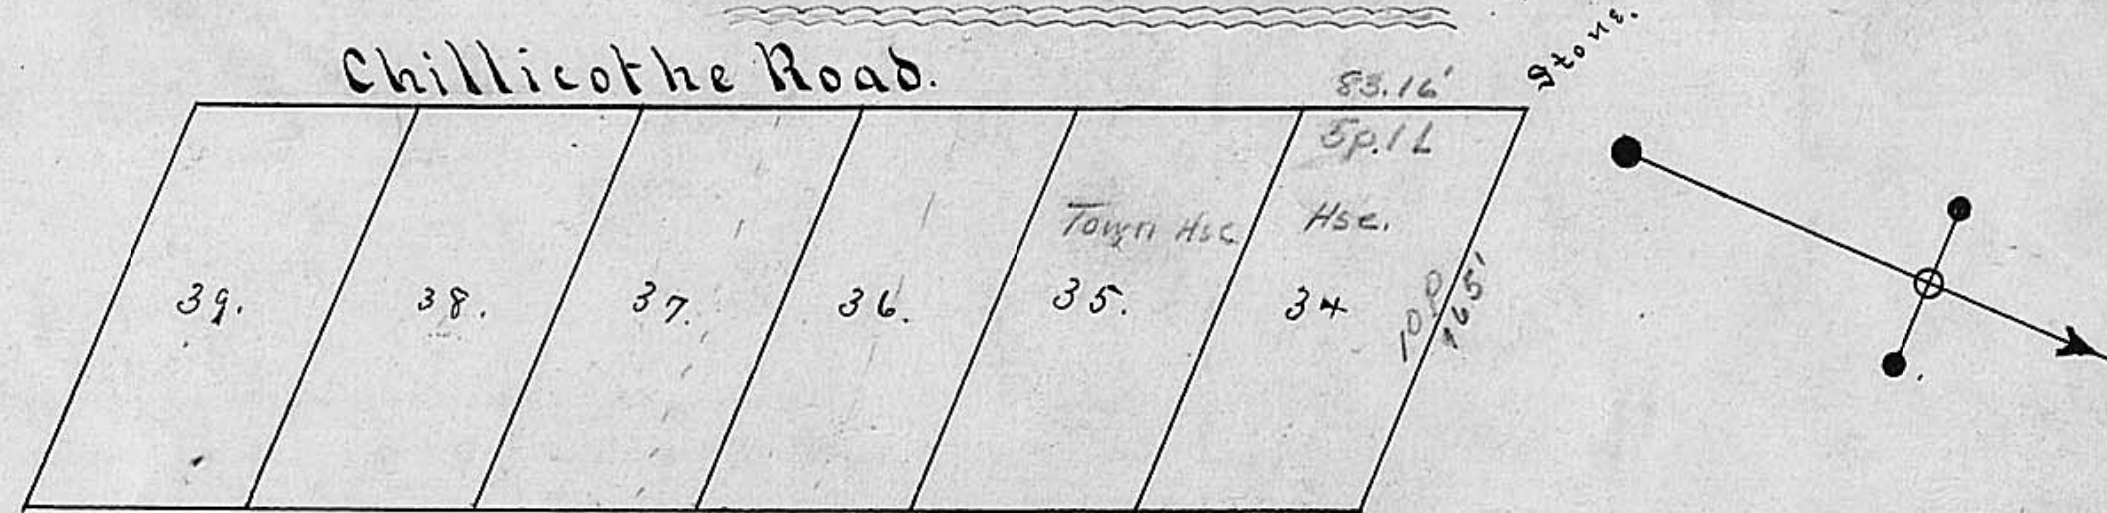 Chillicothe Road.
Stone.
83.16'
5p.1L
Town Hse
Hse.
39.
38.
37.
36.
35.
34
10p
165'